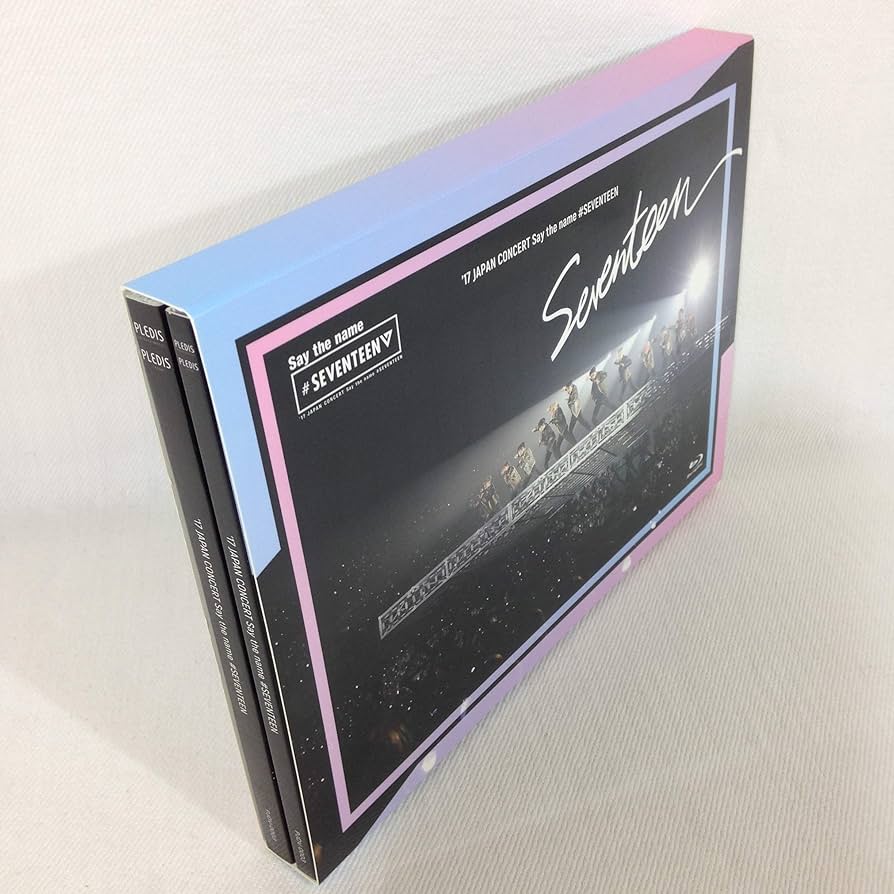 '17 JAPAN CONCERT Say the name #SEVENTEEN
Seventeen
Say the name
#SEVENTEEN
'17 JAPAN CONCERT Say the name #SEVENTEEN
PLEDIS
PLEDIS
'17 JAPAN CONCERT Say the name #SEVENTEEN
PLEDIS
PLEDIS
'17 JAPAN CONCERT Say the name #SEVENTEEN